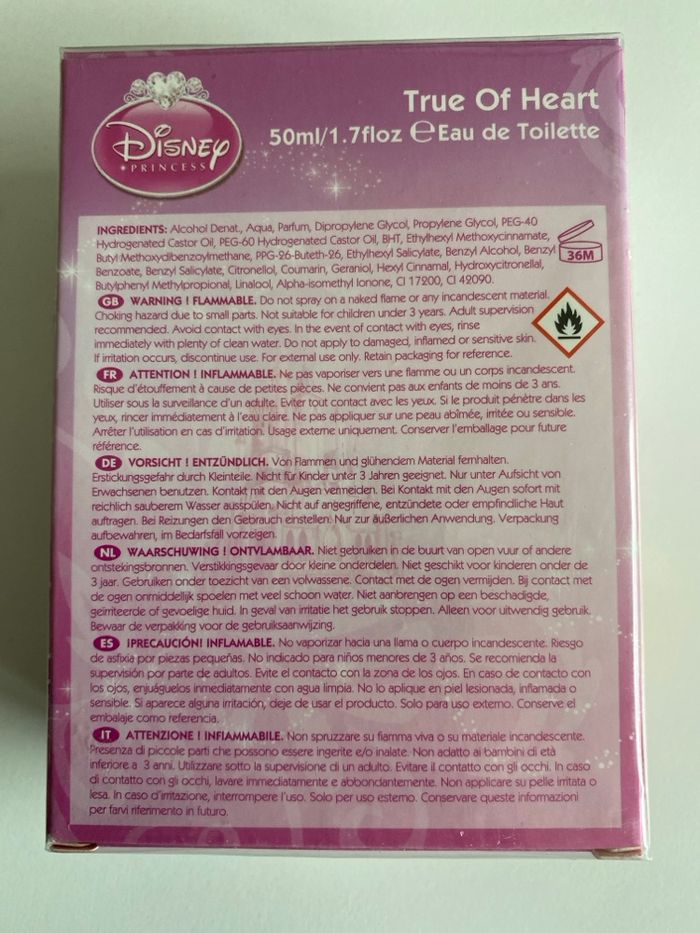 DISNEY
PRINCESS
True Of Heart
50ml/1.7floz ℮ Eau de Toilette
INGREDIENTS: Alcohol Denat., Aqua, Parfum, Dipropylene Glycol, Propylene Glycol, PEG-40
Hydrogenated Castor Oil, PEG-60 Hydrogenated Castor Oil, BHT, Ethylhexyl Methoxycinnamate,
Butyl Methoxydibenzoylmethane, PPG-26-Buteth-26, Ethylhexyl Salicylate, Benzyl Alcohol, Benzyl
Benzoate, Benzyl Salicylate, Citronellol, Coumarin, Geraniol, Hexyl Cinnamal, Hydroxycitronellal,
Butylphenyl Methylpropional, Linalool, Alpha-isomethyl Ionone, CI 17200, CI 42090.
36M
GB WARNING ! FLAMMABLE. Do not spray on a naked flame or any incandescent material.
Choking hazard due to small parts. Not suitable for children under 3 years. Adult supervision
recommended. Avoid contact with eyes. In the event of contact with eyes, rinse
immediately with plenty of clean water. Do not apply to damaged, inflamed or sensitive skin.
If irritation occurs, discontinue use. For external use only. Retain packaging for reference.
FR ATTENTION ! INFLAMMABLE. Ne pas vaporiser vers une flamme ou un corps incandescent.
Risque d'étouffement à cause de petites pièces. Ne convient pas aux enfants de moins de 3 ans.
Utiliser sous la surveillance d'un adulte. Eviter tout contact avec les yeux. Si le produit pénètre dans les
yeux, rincer immédiatement à l'eau claire. Ne pas appliquer sur une peau abîmée, irritée ou sensible.
Arrêter l'utilisation en cas d'irritation. Usage externe uniquement. Conserver l'emballage pour future
référence.
DE VORSICHT ! ENTZÜNDLICH. Von Flammen und glühendem Material fernhalten.
Erstickungsgefahr durch Kleinteile. Nicht für Kinder unter 3 Jahren geeignet. Nur unter Aufsicht von
Erwachsenen benutzen. Kontakt mit den Augen vermeiden. Bei Kontakt mit den Augen sofort mit
reichlich sauberem Wasser ausspülen. Nicht auf angegriffene, entzündete oder empfindliche Haut
auftragen. Bei Reizungen den Gebrauch einstellen. Nur zur äußerlichen Anwendung. Verpackung
aufbewahren, im Bedarfsfall vorzeigen.
NL WAARSCHUWING ! ONTVLAMBAAR. Niet gebruiken in de buurt van open vuur of andere
ontstekingsbronnen. Verstikkingsgevaar door kleine onderdelen. Niet geschikt voor kinderen onder de
3 jaar. Gebruiken onder toezicht van een volwassene. Contact met de ogen vermijden. Bij contact met
de ogen onmiddellijk spoelen met veel schoon water. Niet aanbrengen op een beschadigde,
geïrriteerde of gevoelige huid. In geval van irritatie het gebruik stoppen. Alleen voor uitwendig gebruik.
Bewaar de verpakking voor de gebruiksaanwijzing.
ES ¡PRECAUCIÓN! INFLAMABLE. No vaporizar hacia una llama o cuerpo incandescente. Riesgo
de asfixia por piezas pequeñas. No indicado para niños menores de 3 años. Se recomienda la
supervisión por parte de adultos. Evite el contacto con la zona de los ojos. En caso de contacto con
los ojos, enjuáguelos inmediatamente con agua limpia. No lo aplique en piel lesionada, inflamada o
sensible. Si aparece alguna irritación, deje de usar el producto. Solo para uso externo. Conserve el
embalaje como referencia.
IT ATTENZIONE ! INFIAMMABILE. Non spruzzare su fiamma viva o su materiale incandescente.
Presenza di piccole parti che possono essere ingerite e/o inalate. Non adatto ai bambini di età
inferiore a 3 anni. Utilizzare sotto la supervisione di un adulto. Evitare il contatto con gli occhi. In caso
di contatto con gli occhi, lavare immediatamente e abbondantemente. Non applicare su pelle irritata o
lesa. In caso d'irritazione, interrompere l'uso. Solo per uso esterno. Conservare queste informazioni
per farvi riferimento in futuro.